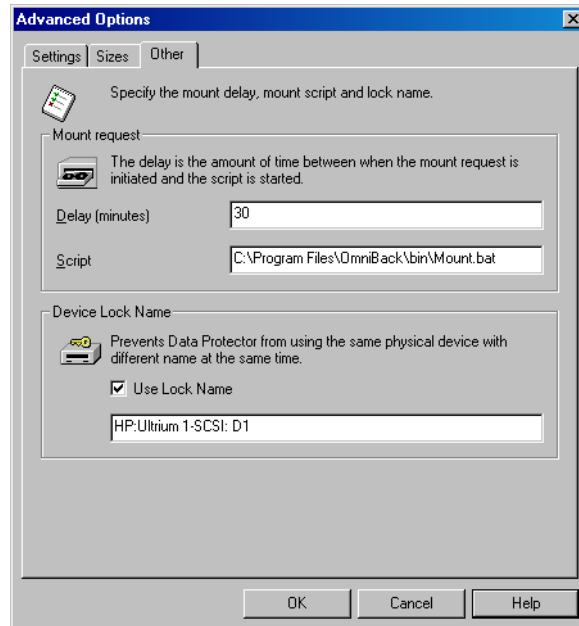 Advanced Options
Settings Sizes Other
Specify the mount delay, mount script and lock name.
Mount request
The delay is the amount of time between when the mount request is
initiated and the script is started.
Delay (minutes) 30
Script C:\Program Files\OmniBack\bin\Mount.bat
Device Lock Name
Prevents Data Protector from using the same physical device with
different name at the same time.
Use Lock Name
HP:Ultrium 1-SCSI: D1
OK Cancel Help